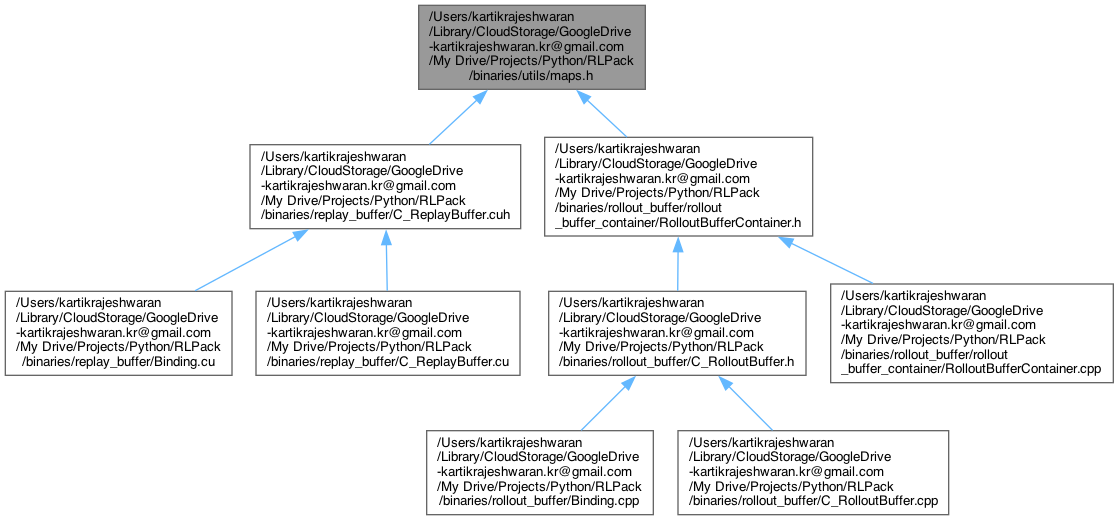 /Users/kartikrajeshwaran
/Library/CloudStorage/GoogleDrive
-kartikrajeshwaran.kr@gmail.com
/My Drive/Projects/Python/RLPack
/binaries/utils/maps.h
/Users/kartikrajeshwaran
/Library/CloudStorage/GoogleDrive
-kartikrajeshwaran.kr@gmail.com
/My Drive/Projects/Python/RLPack
/binaries/replay_buffer/C_ReplayBuffer.cuh
/Users/kartikrajeshwaran
/Library/CloudStorage/GoogleDrive
-kartikrajeshwaran.kr@gmail.com
/My Drive/Projects/Python/RLPack
/binaries/rollout_buffer/rollout
_buffer_container/RolloutBufferContainer.h
/Users/kartikrajeshwaran
/Library/CloudStorage/GoogleDrive
-kartikrajeshwaran.kr@gmail.com
/My Drive/Projects/Python/RLPack
/binaries/replay_buffer/Binding.cu
/Users/kartikrajeshwaran
/Library/CloudStorage/GoogleDrive
-kartikrajeshwaran.kr@gmail.com
/My Drive/Projects/Python/RLPack
/binaries/replay_buffer/C_ReplayBuffer.cu
/Users/kartikrajeshwaran
/Library/CloudStorage/GoogleDrive
-kartikrajeshwaran.kr@gmail.com
/My Drive/Projects/Python/RLPack
/binaries/rollout_buffer/C_RolloutBuffer.h
/Users/kartikrajeshwaran
/Library/CloudStorage/GoogleDrive
-kartikrajeshwaran.kr@gmail.com
/My Drive/Projects/Python/RLPack
/binaries/rollout_buffer/rollout
_buffer_container/RolloutBufferContainer.cpp
/Users/kartikrajeshwaran
/Library/CloudStorage/GoogleDrive
-kartikrajeshwaran.kr@gmail.com
/My Drive/Projects/Python/RLPack
/binaries/rollout_buffer/Binding.cpp
/Users/kartikrajeshwaran
/Library/CloudStorage/GoogleDrive
-kartikrajeshwaran.kr@gmail.com
/My Drive/Projects/Python/RLPack
/binaries/rollout_buffer/C_RolloutBuffer.cpp